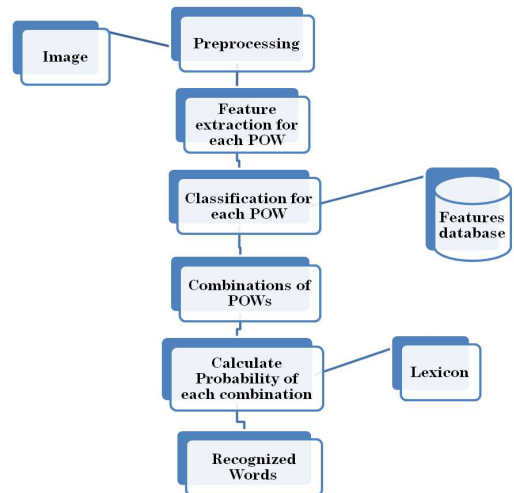 Image
Preprocessing
Feature
extraction for
each POW
Classification for
each POW
Features
database
Combinations of
POWs
Calculate
Probability of
each combination
Lexicon
Recognized
Words